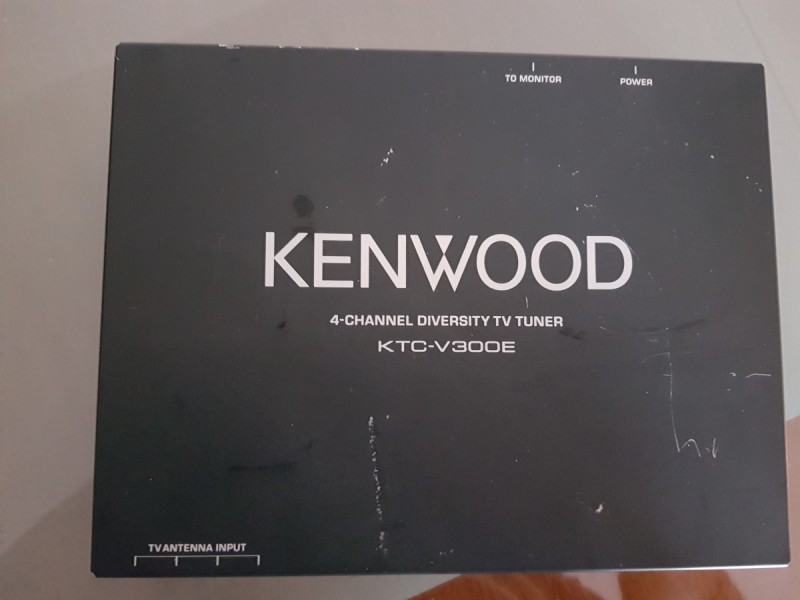 TO MONITOR
POWER
KENWOOD
4-CHANNEL DIVERSITY TV TUNER
KTC-V300E
TV ANTENNA INPUT